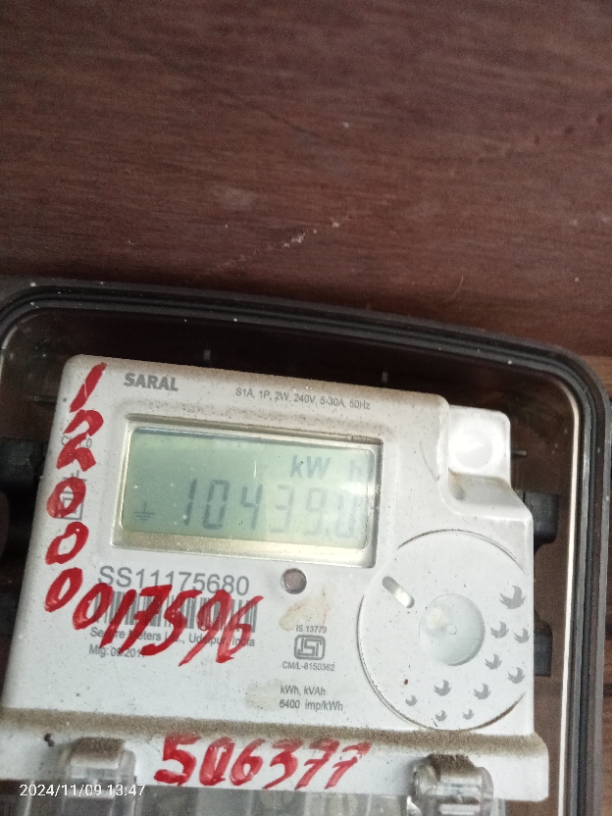 SARAL
S1A, 1P, 2W, 240V, 5-30A, 50Hz
kW h
10439.0
SS11175680
12000017596
IS 13779
CM/L-8150362
kWh, kVAh
6400 imp/kWh
506377
2024/11/09 13:47